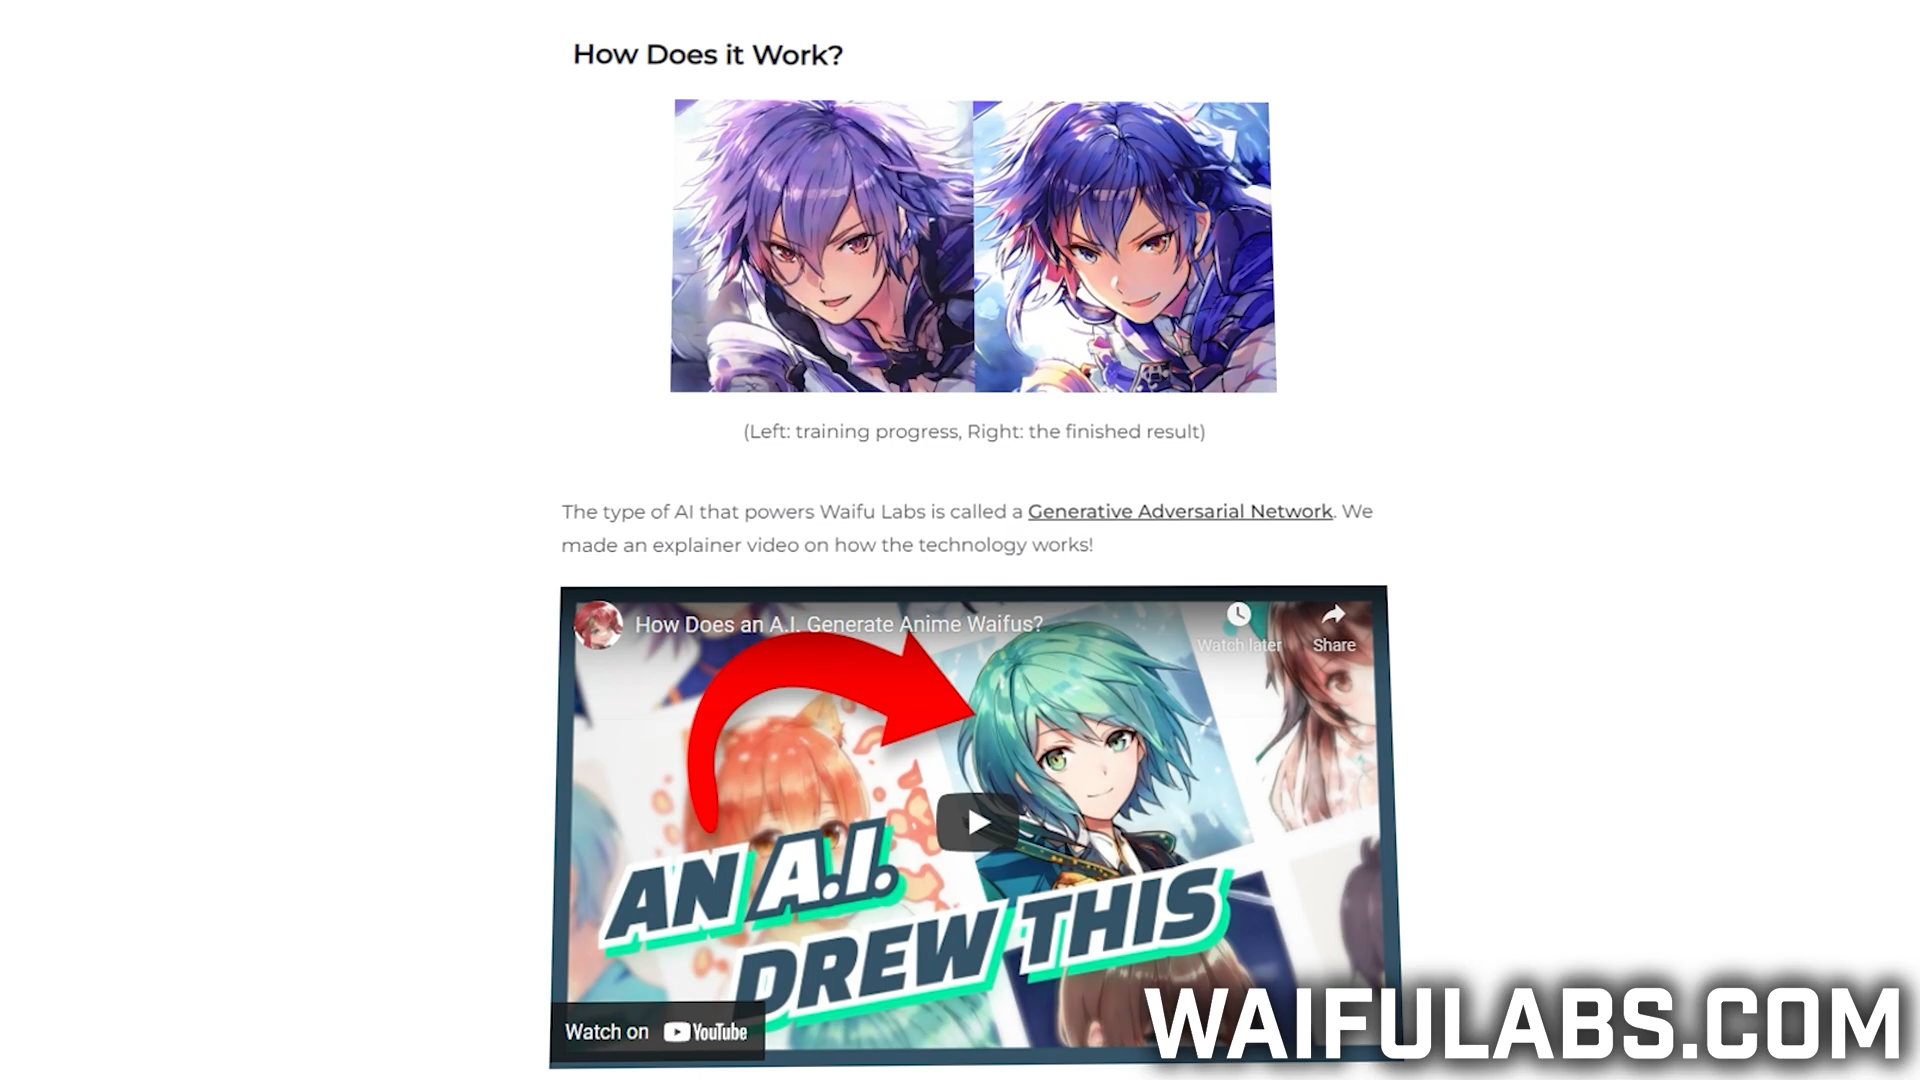 How Does it Work?
(Left: training progress, Right: the finished result)
The type of AI that powers Waifu Labs is called a Generative Adversarial Network. We
made an explainer video on how the technology works!
How Does an A.I. Generate Anime Waifus?
Watch later
Share
AN A.I.
DREW THIS
Watch on YouTube
WAIFULABS.COM